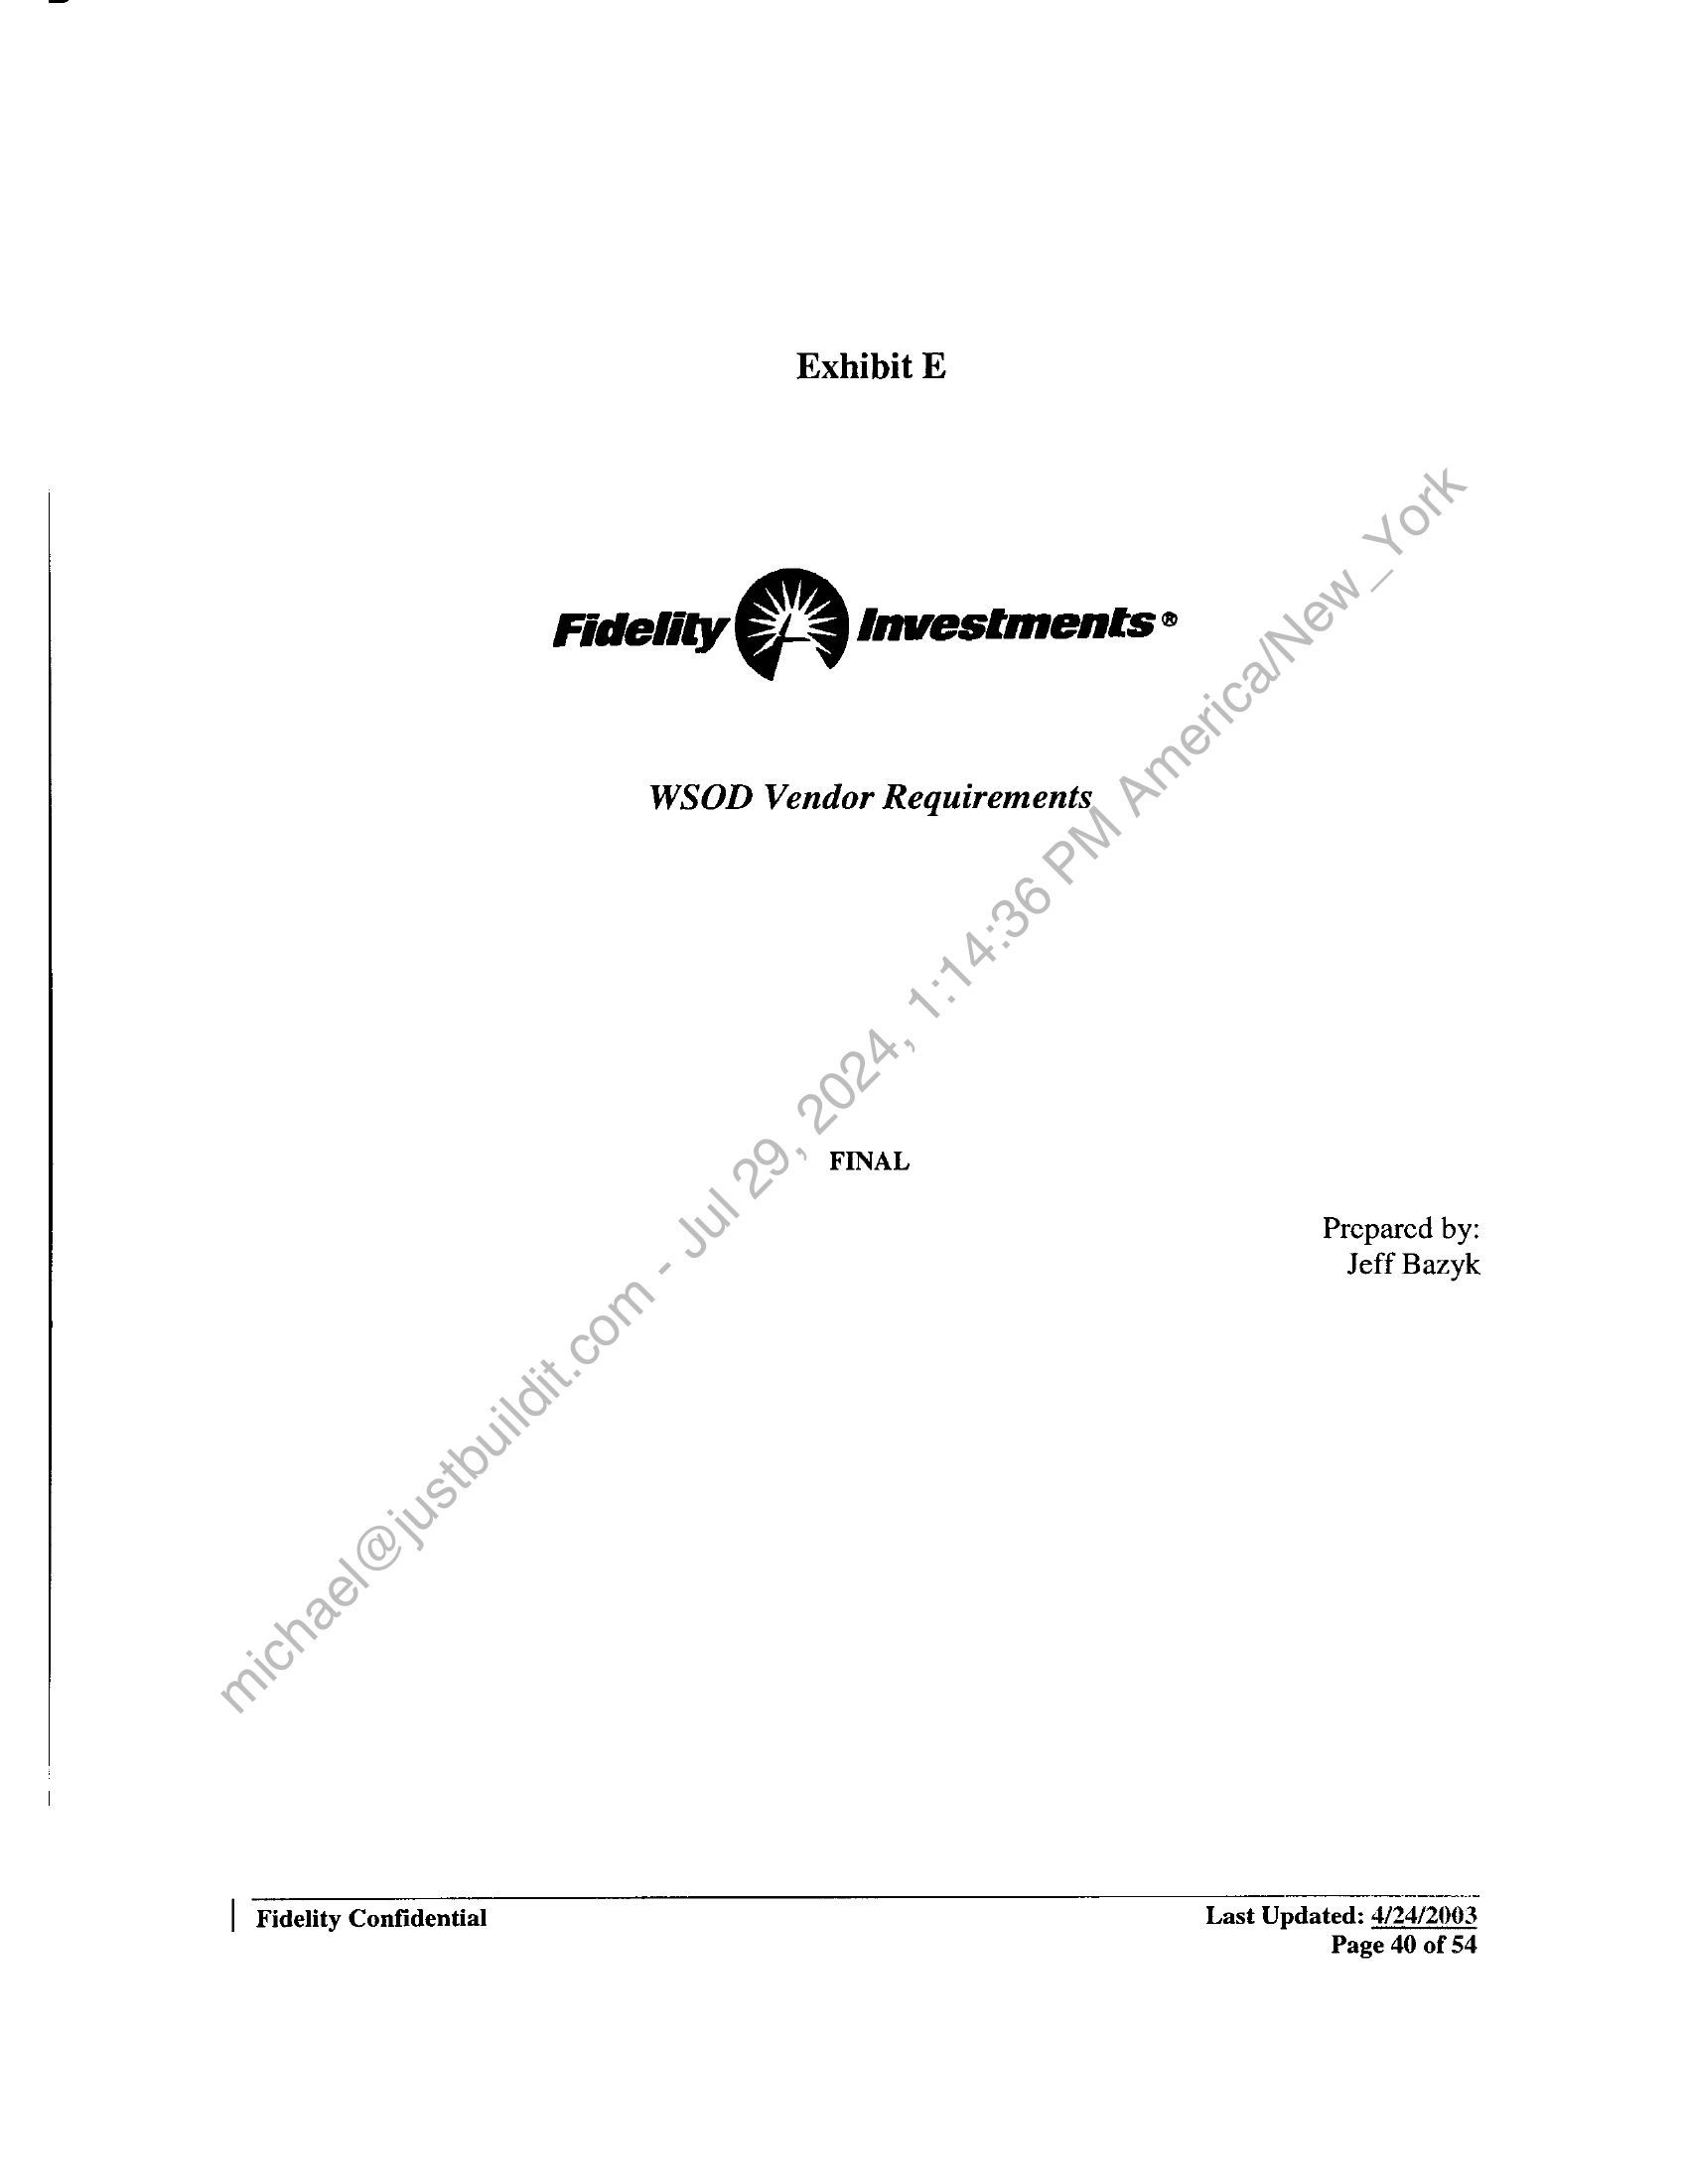 Exhibit E
Fidelity Investments®
WSOD Vendor Requirements
FINAL
Prepared by:
Jeff Bazyk
michael@justbuildit.com - Jul 29, 2024, 1:14:36 PM America/New_York
Fidelity Confidential
Last Updated: 4/24/2003
Page 40 of 54